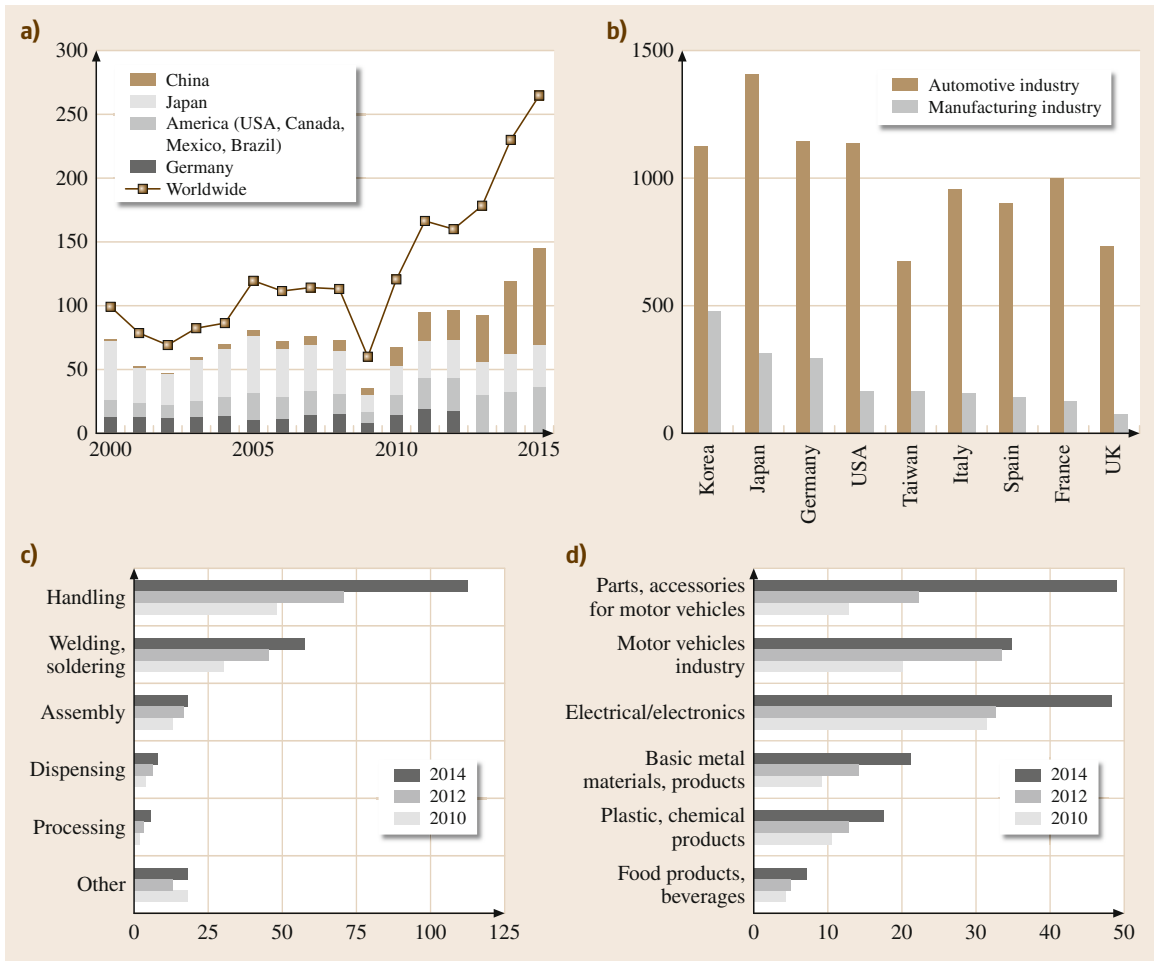 a)
300
250
200
150
100
50
0
2000
2005
2010
2015
China
Japan
America (USA, Canada,
Mexico, Brazil)
Germany
Worldwide
b)
1500
1000
500
0
Automotive industry
Manufacturing industry
Korea
Japan
Germany
USA
Taiwan
Italy
Spain
France
UK
c)
Handling
Welding,
soldering
Assembly
Dispensing
Processing
Other
2014
2012
2010
0
25
50
75
100
125
d)
Parts, accessories
for motor vehicles
Motor vehicles
industry
Electrical/electronics
Basic metal
materials, products
Plastic, chemical
products
Food products,
beverages
2014
2012
2010
0
10
20
30
40
50